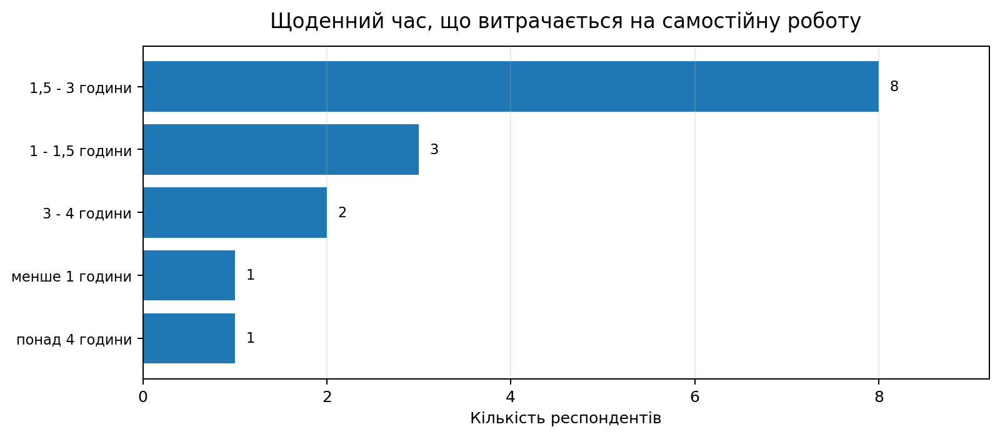 Щоденний час, що витрачається на самостійну роботу
1,5 - 3 години 8
1 - 1,5 години 3
3 - 4 години 2
менше 1 години 1
понад 4 години 1
0 2 4 6 8
Кількість респондентів